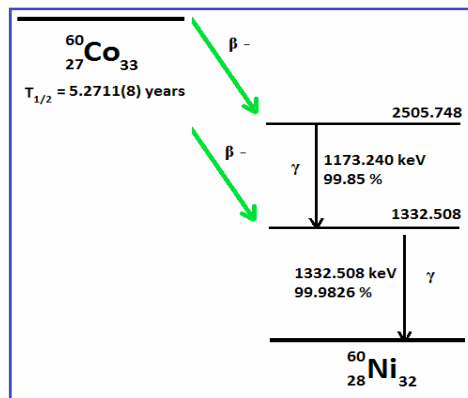 60
27Co33
T1/2 = 5.2711(8) years
β -
2505.748
β -
γ
1173.240 keV
99.85 %
1332.508
1332.508 keV
99.9826 %
γ
60
28Ni32